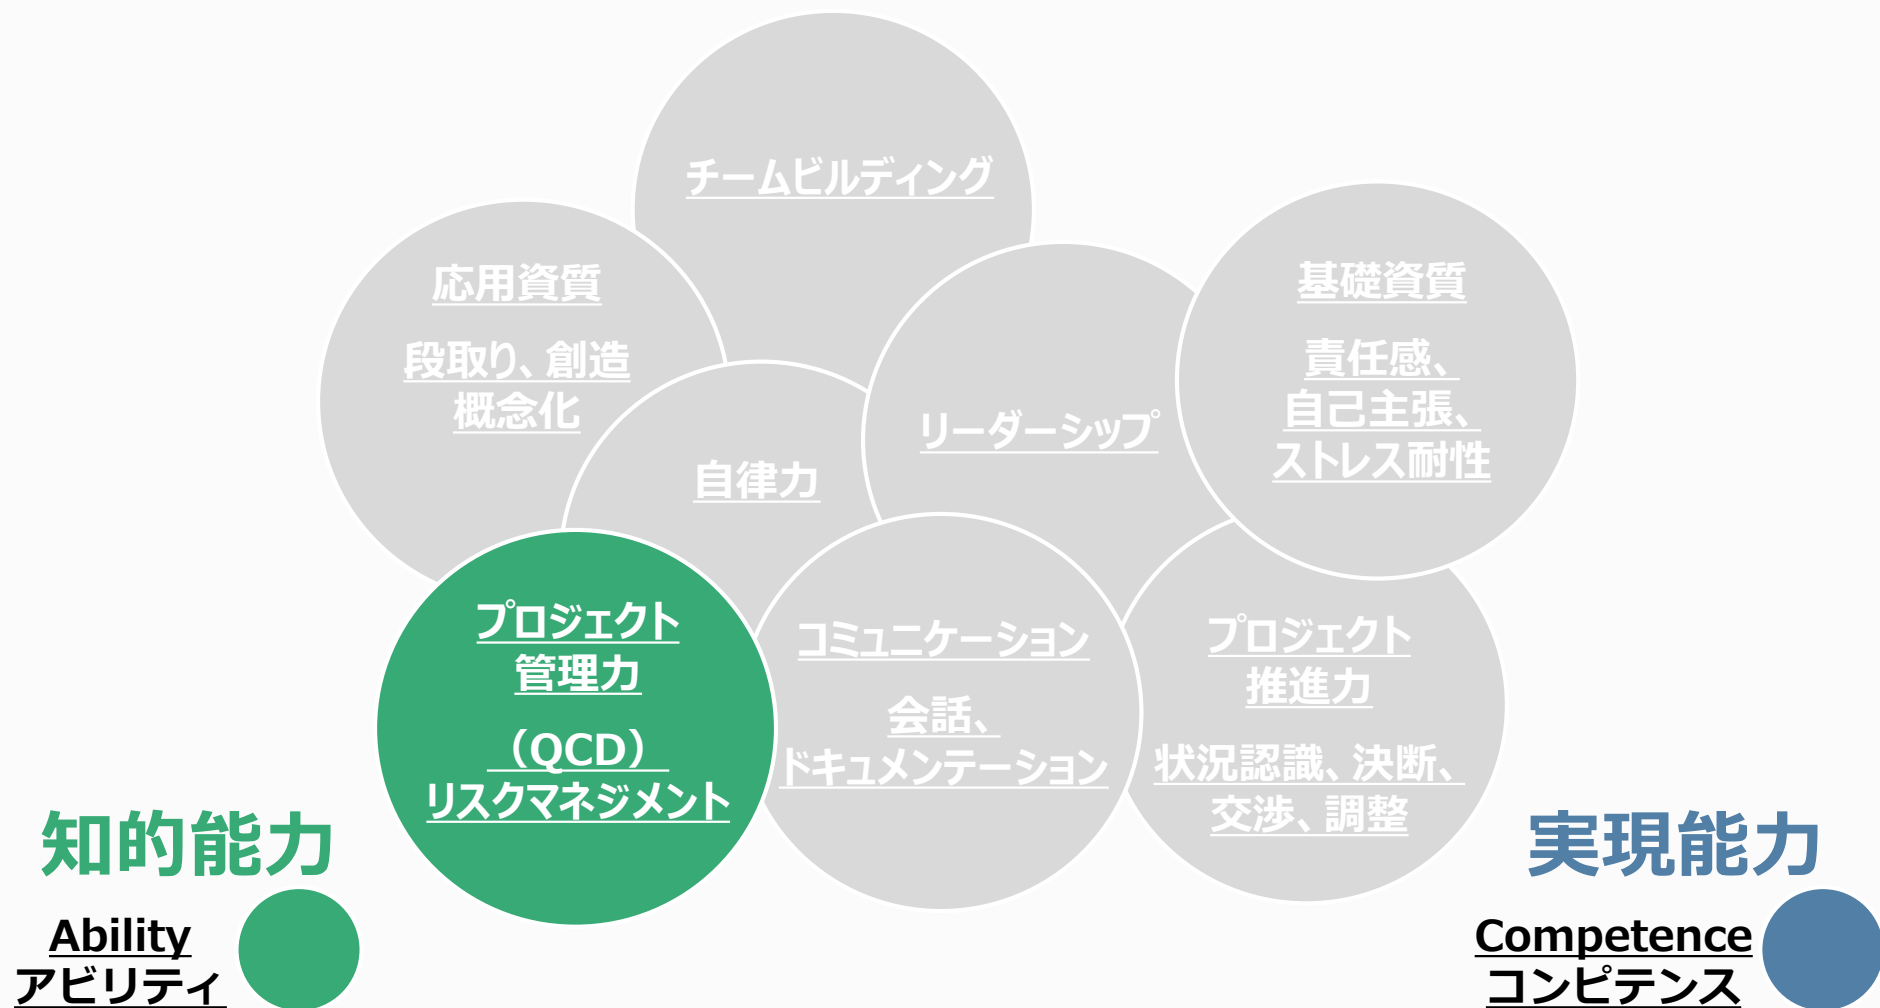 チームビルディング
応用資質
段取り、創造
概念化
基礎資質
責任感、
自己主張、
ストレス耐性
リーダーシップ
自律力
プロジェクト
管理力
（QCD）
リスクマネジメント
コミュニケーション
会話、
ドキュメンテーション
プロジェクト
推進力
状況認識、決断、
交渉、調整
知的能力
Ability
アビリティ
実現能力
Competence
コンピテンス